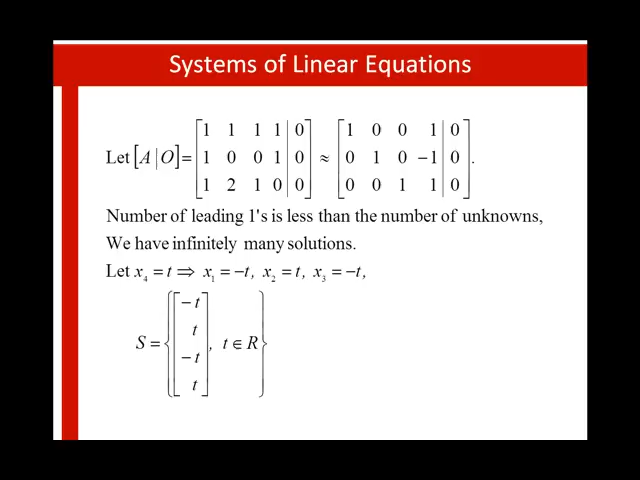 Systems of Linear Equations
Let [A | O] = [1 1 1 1 | 0; 1 0 0 1 | 0; 1 2 1 0 | 0] ≈ [1 0 0 1 | 0; 0 1 0 −1 | 0; 0 0 1 1 | 0].
Number of leading 1's is less than the number of unknowns,
We have infinitely many solutions.
Let x₄ = t ⇒ x₁ = −t, x₂ = t, x₃ = −t,
S = { [−t; t; −t; t], t ∈ R }